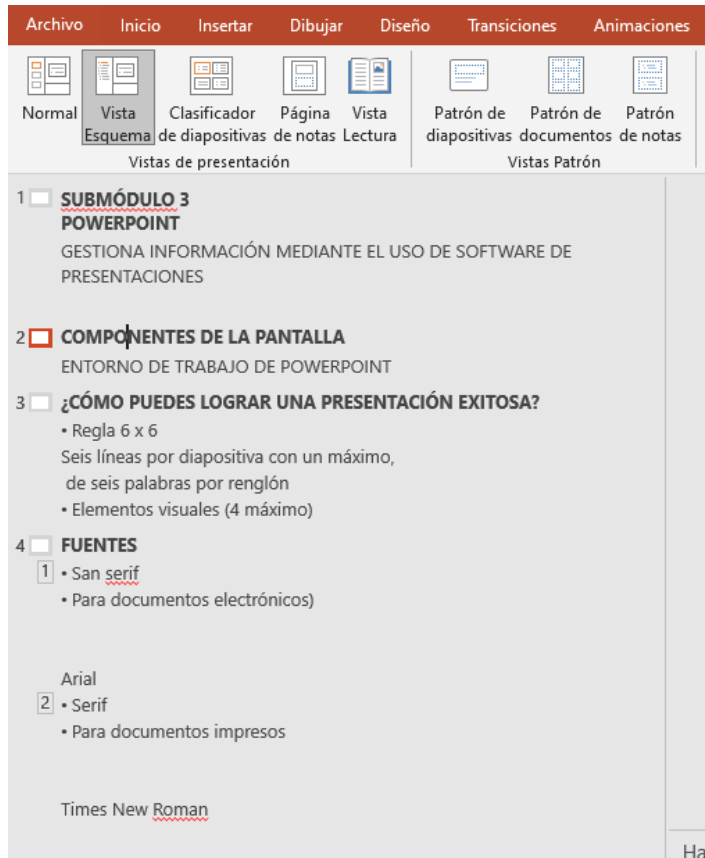 Archivo Inicio Insertar Dibujar Diseño Transiciones Animaciones
Normal Vista Esquema Clasificador de diapositivas Página de notas Vista Lectura Patrón de diapositivas Patrón de documentos Patrón de notas
Vistas de presentación Vistas Patrón
1 SUBMÓDULO 3
POWERPOINT
GESTIONA INFORMACIÓN MEDIANTE EL USO DE SOFTWARE DE
PRESENTACIONES
2 COMPONENTES DE LA PANTALLA
ENTORNO DE TRABAJO DE POWERPOINT
3 ¿CÓMO PUEDES LOGRAR UNA PRESENTACIÓN EXITOSA?
• Regla 6 x 6
Seis líneas por diapositiva con un máximo,
de seis palabras por renglón
• Elementos visuales (4 máximo)
4 FUENTES
1 • San serif
• Para documentos electrónicos)
Arial
2 • Serif
• Para documentos impresos
Times New Roman